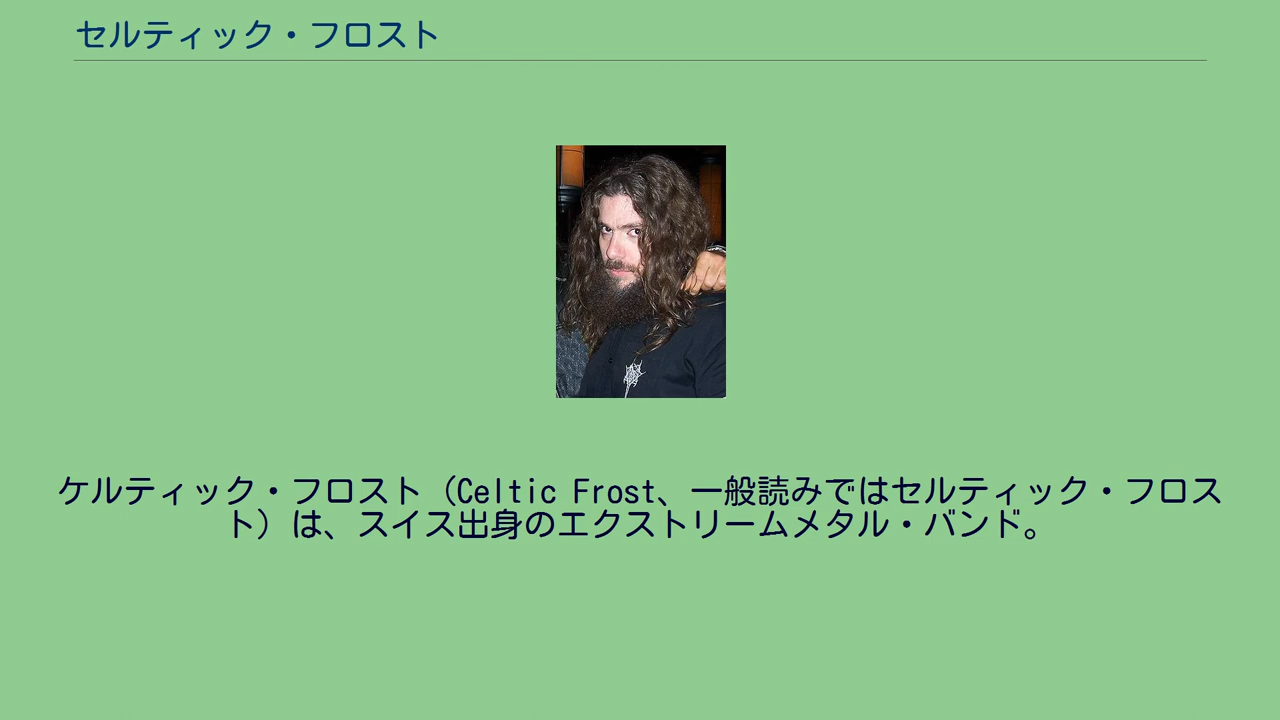 セルティック・フロスト
ケルティック・フロスト（Celtic Frost、一般読みではセルティック・フロス
ト）は、スイス出身のエクストリームメタル・バンド。